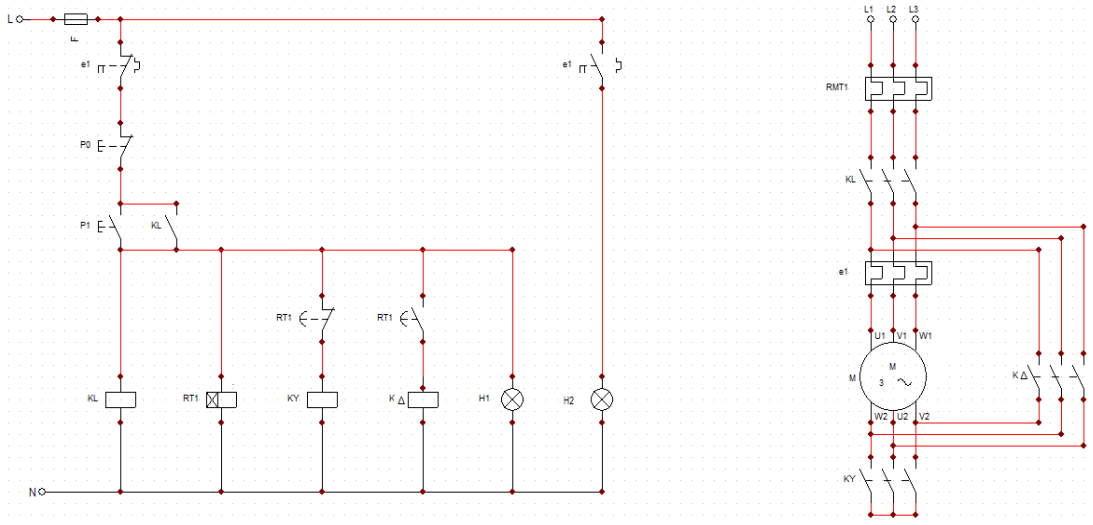 L
F
e1
e1
P0
P1
KL
RT1
RT1
KL
RT1
KY
K Δ
H1
H2
N
L1 L2 L3
RMT1
KL
e1
U1 V1 W1
M
M
3
K Δ
W2 U2 V2
KY